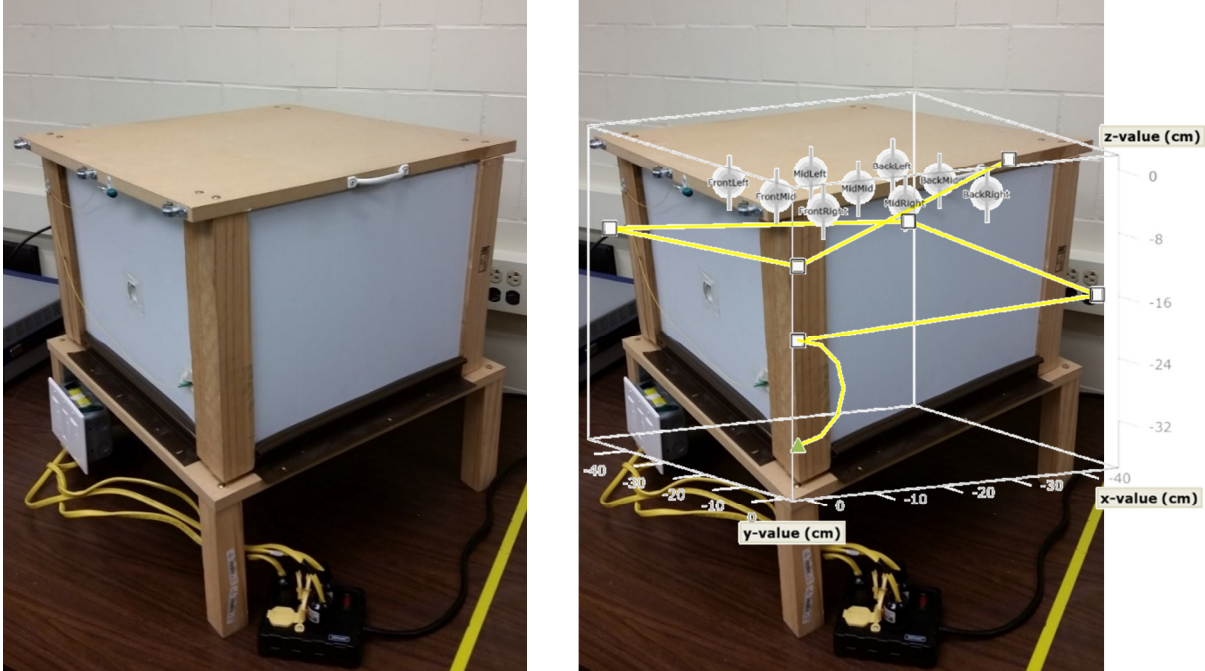 z-value (cm)
0
-8
-16
-24
-32
FrontLeft
FrontMid
MidLeft
FrontRight
MidMid
BackLeft
MidRight
BackMid
BackRight
-40
-30
-20
-10
0
y-value (cm)
0
-10
-20
-30
-40
x-value (cm)